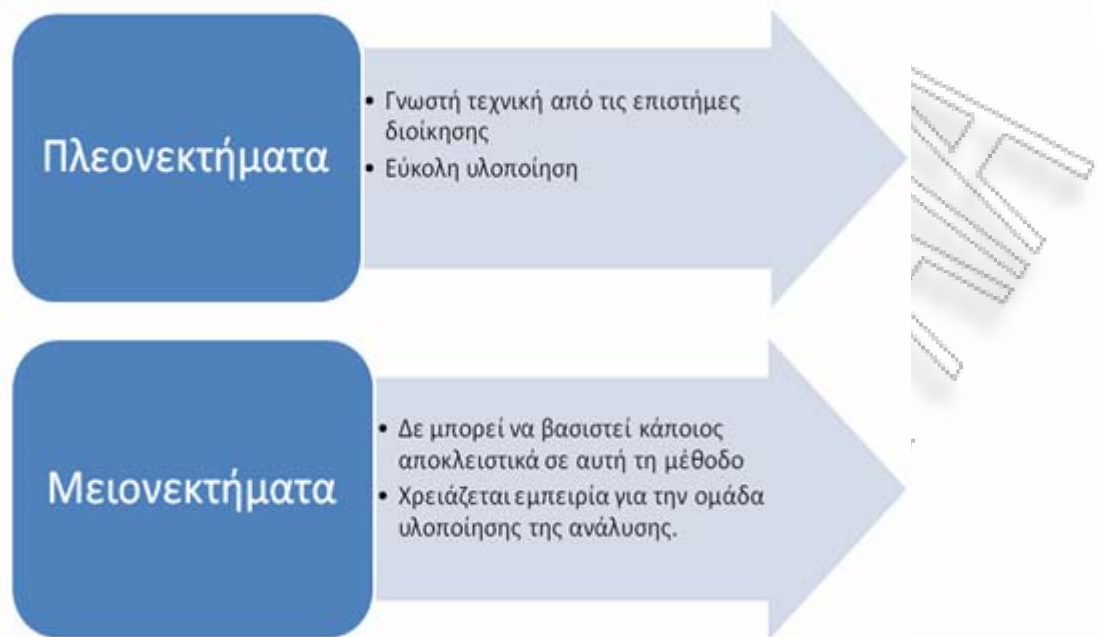 Πλεονεκτήματα
• Γνωστή τεχνική από τις επιστήμες
διοίκησης
• Εύκολη υλοποίηση
Μειονεκτήματα
• Δε μπορεί να βασιστεί κάποιος
αποκλειστικά σε αυτή τη μέθοδο
• Χρειάζεται εμπειρία για την ομάδα
υλοποίησης της ανάλυσης.